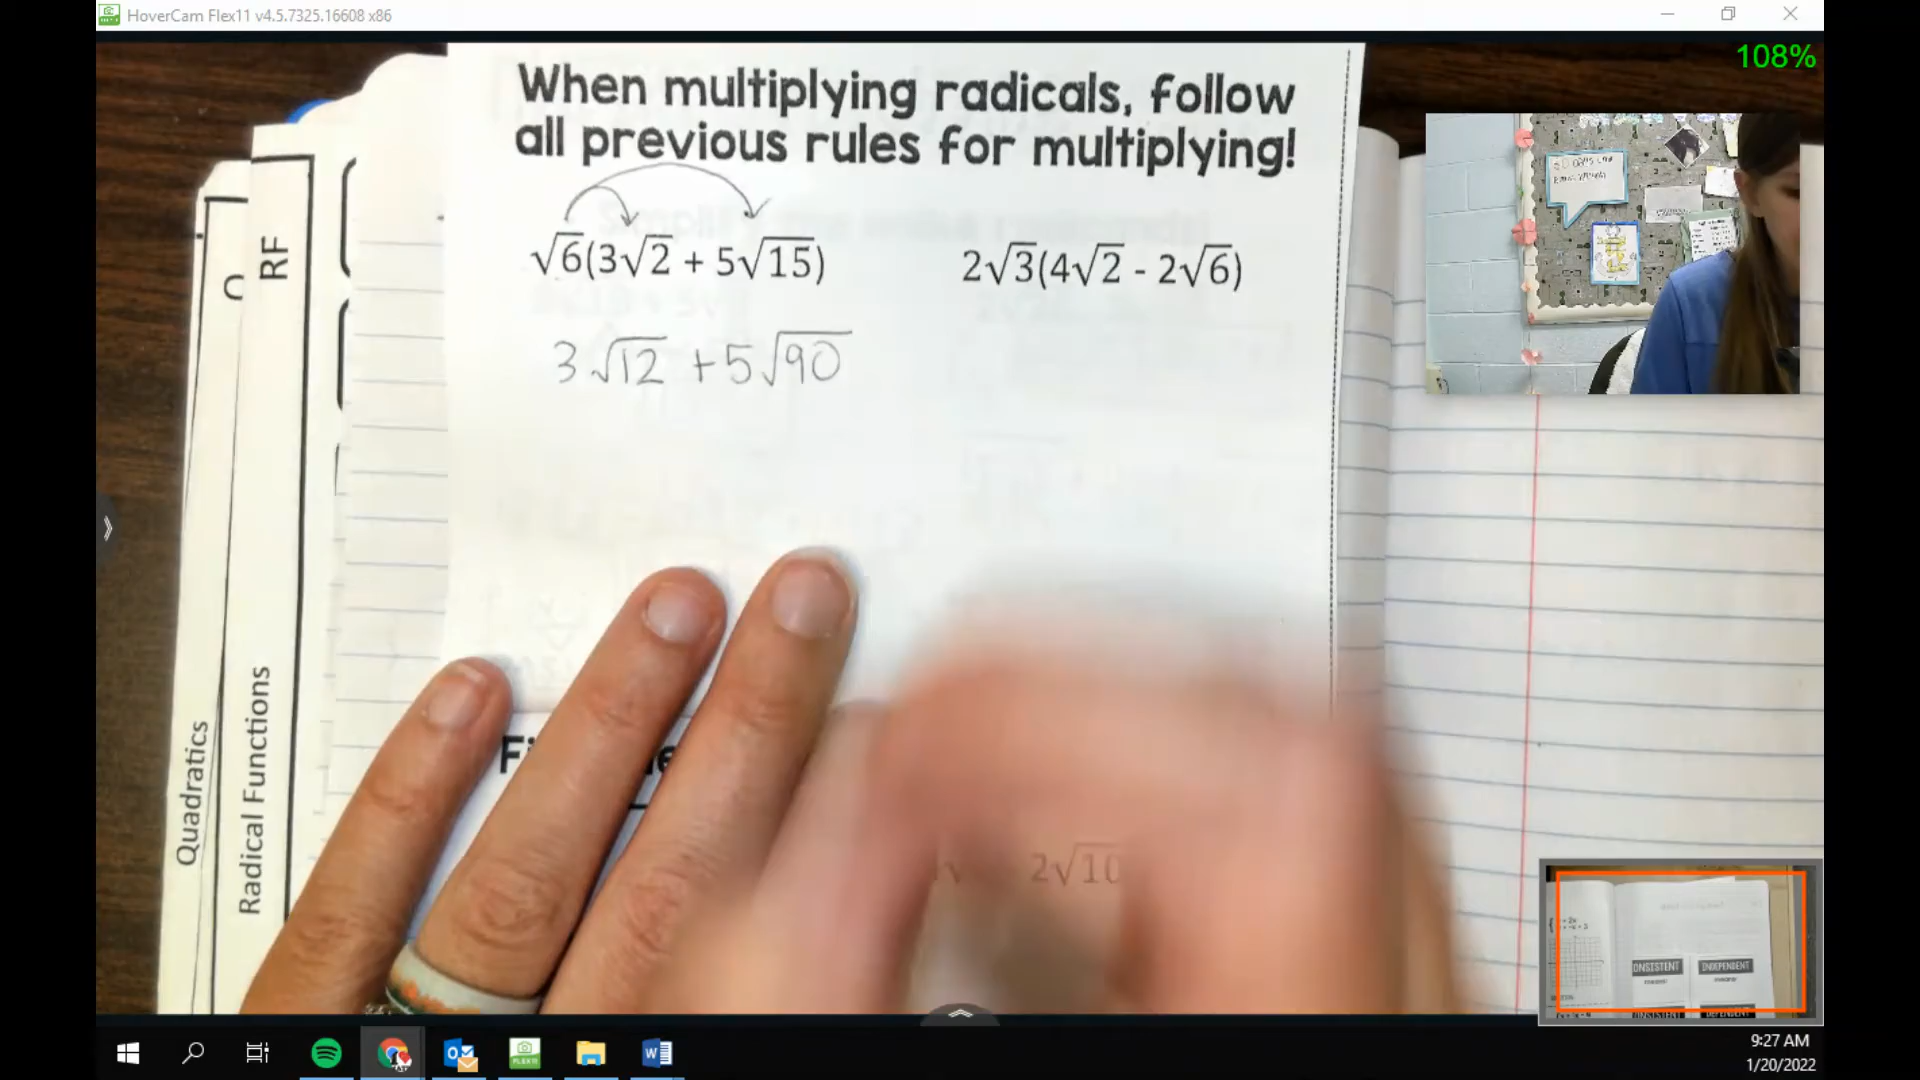 HoverCam Flex11 v4.5.7325.16608 x86
108%
When multiplying radicals, follow
all previous rules for multiplying!
√6(3√2 + 5√15)
2√3(4√2 - 2√6)
3√12 + 5√90
RF
Quadratics
Radical Functions
2√10
INDEPENDENT
9:27 AM
1/20/2022